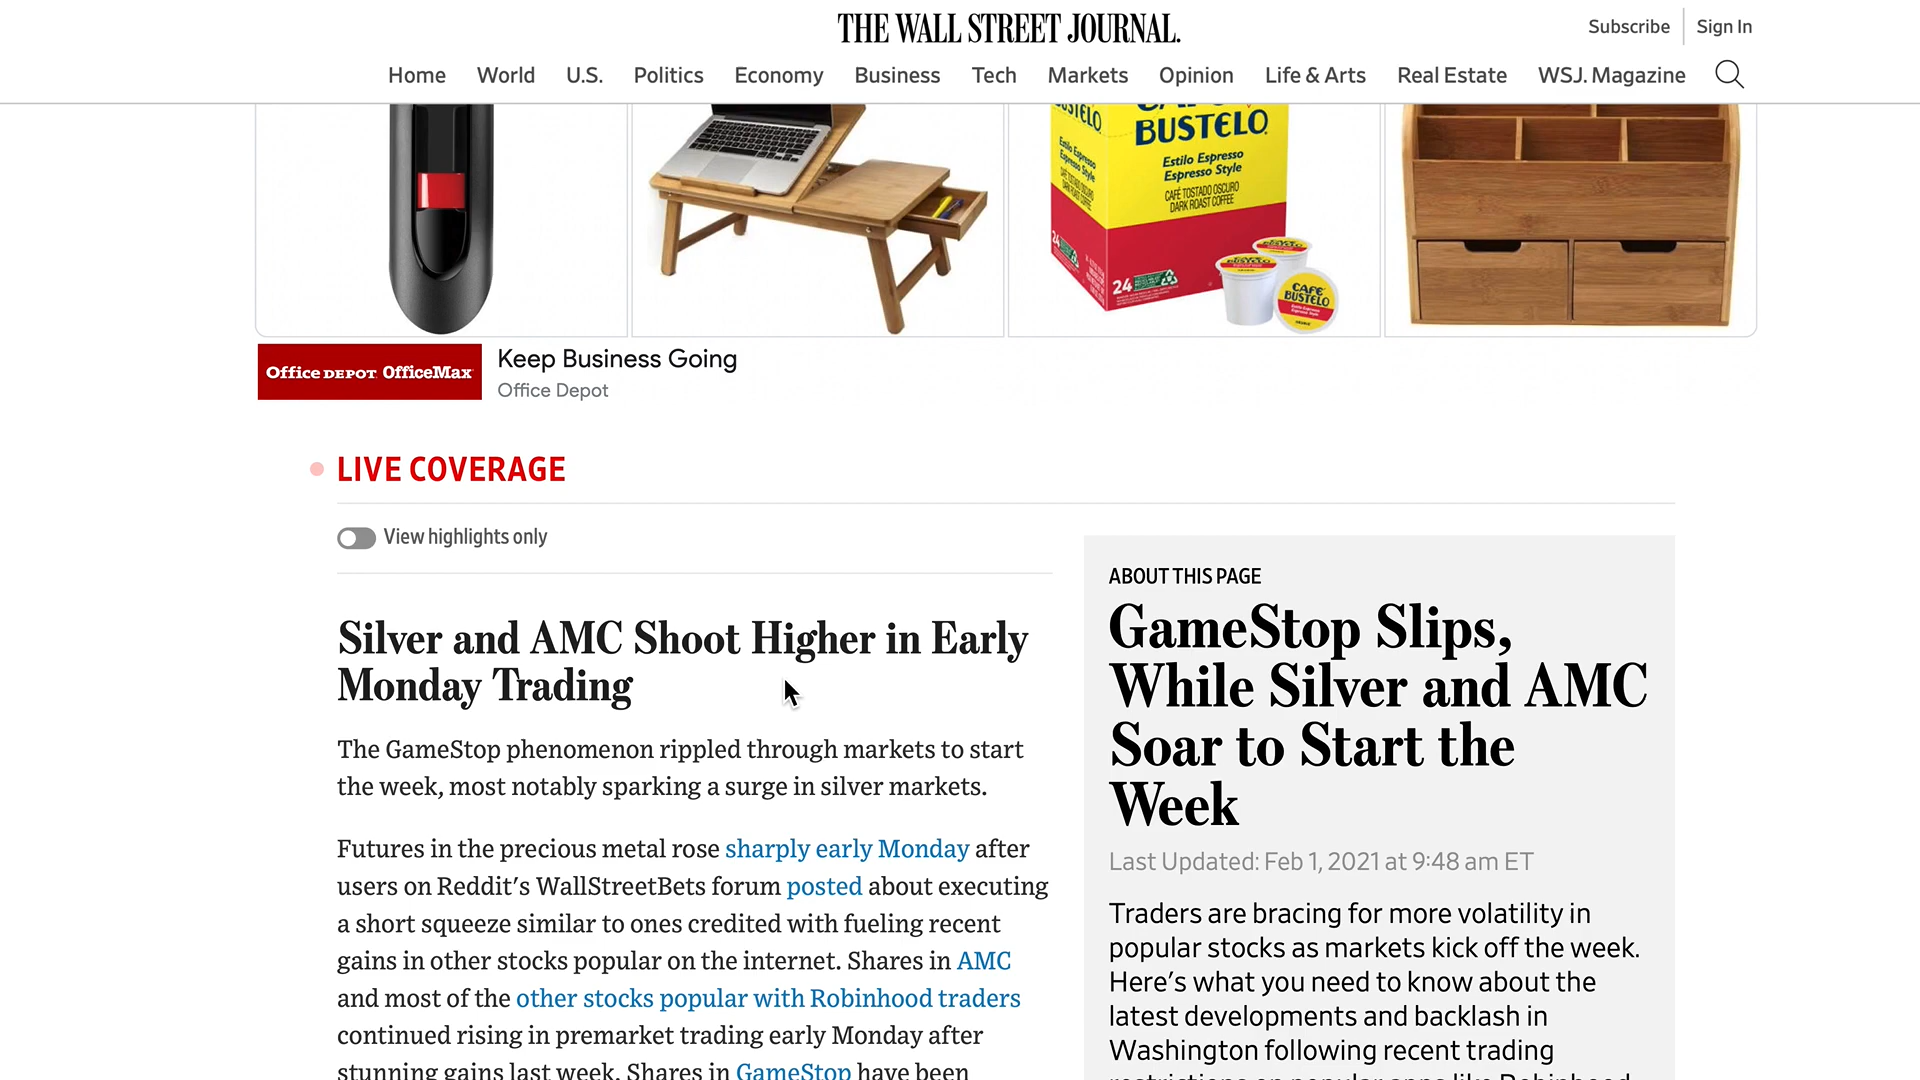 THE WALL STREET JOURNAL.
Subscribe Sign In
Home World U.S. Politics Economy Business Tech Markets Opinion Life & Arts Real Estate WSJ. Magazine
BUSTELO
BUSTELO
Estilo Espresso
Espresso Style
CAFÉ TOSTADO OSCURO
DARK ROAST COFFEE
24
24
CAFÉ
BUSTELO
Office DEPOT OfficeMax
Keep Business Going
Office Depot
LIVE COVERAGE
View highlights only
Silver and AMC Shoot Higher in Early
Monday Trading
The GameStop phenomenon rippled through markets to start
the week, most notably sparking a surge in silver markets.
Futures in the precious metal rose sharply early Monday after
users on Reddit's WallStreetBets forum posted about executing
a short squeeze similar to ones credited with fueling recent
gains in other stocks popular on the internet. Shares in AMC
and most of the other stocks popular with Robinhood traders
continued rising in premarket trading early Monday after
stunning gains last week. Shares in GameStop have been
ABOUT THIS PAGE
GameStop Slips,
While Silver and AMC
Soar to Start the
Week
Last Updated: Feb 1, 2021 at 9:48 am ET
Traders are bracing for more volatility in
popular stocks as markets kick off the week.
Here's what you need to know about the
latest developments and backlash in
Washington following recent trading
restrictions on popular apps like Robinhood